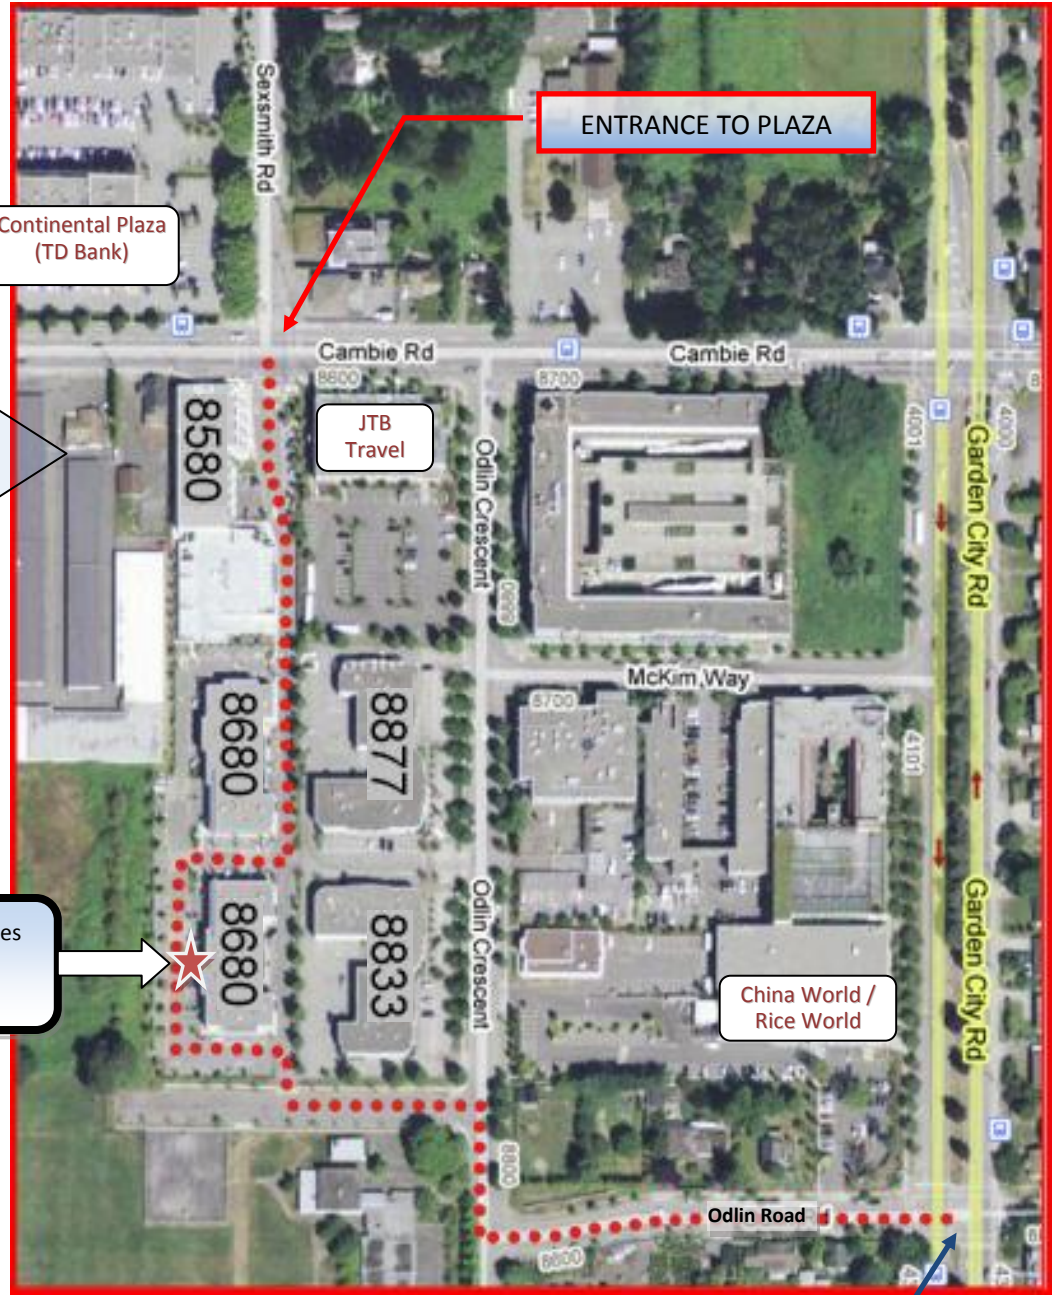 Sexsmith Rd
ENTRANCE TO PLAZA
Continental Plaza
(TD Bank)
Cambie Rd
Cambie Rd
8600
8700
JTB
Travel
8580
Odlin Crescent
4001
4000
Garden City Rd
McKim Way
8700
8680
8877
4101
8680
8833
Odlin Crescent
Garden City Rd
es
China World /
Rice World
8800
Odlin Road
8600